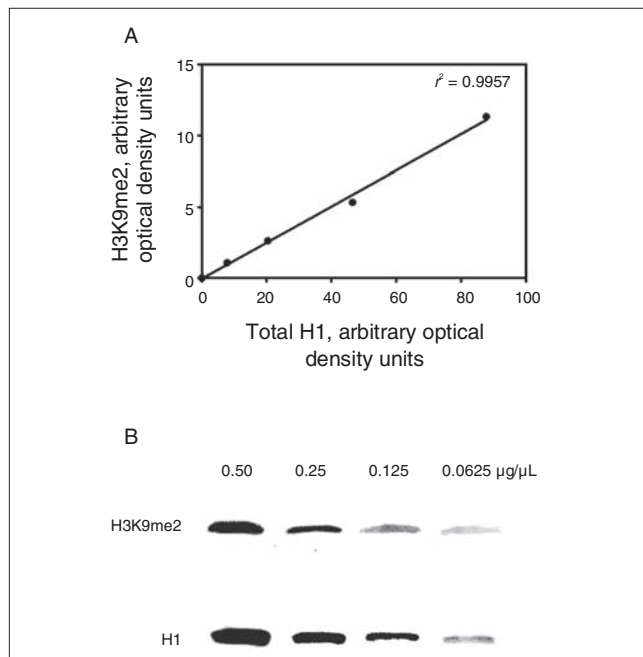 A
r² = 0.9957
H3K9me2, arbitrary
optical density units
15
10
5
0
0 20 40 60 80 100
Total H1, arbitrary optical
density units
B
0.50 0.25 0.125 0.0625 µg/µL
H3K9me2
H1